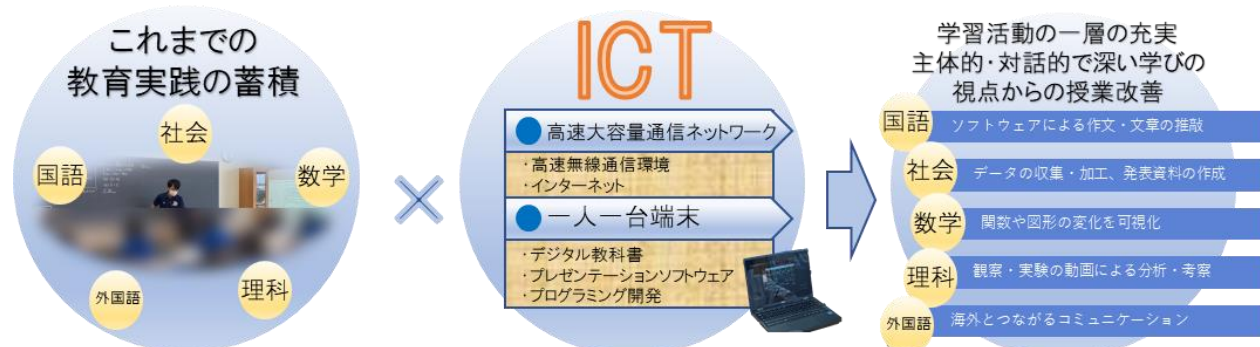 これまでの
教育実践の蓄積
社会
国語
数学
外国語
理科
ICT
高速大容量通信ネットワーク
・高速無線通信環境
・インターネット
一人一台端末
・デジタル教科書
・プレゼンテーションソフトウェア
・プログラミング開発
学習活動の一層の充実
主体的・対話的で深い学びの
視点からの授業改善
国語 ソフトウェアによる作文・文章の推敲
社会 データの収集・加工、発表資料の作成
数学 関数や図形の変化を可視化
理科 観察・実験の動画による分析・考察
外国語 海外とつながるコミュニケーション